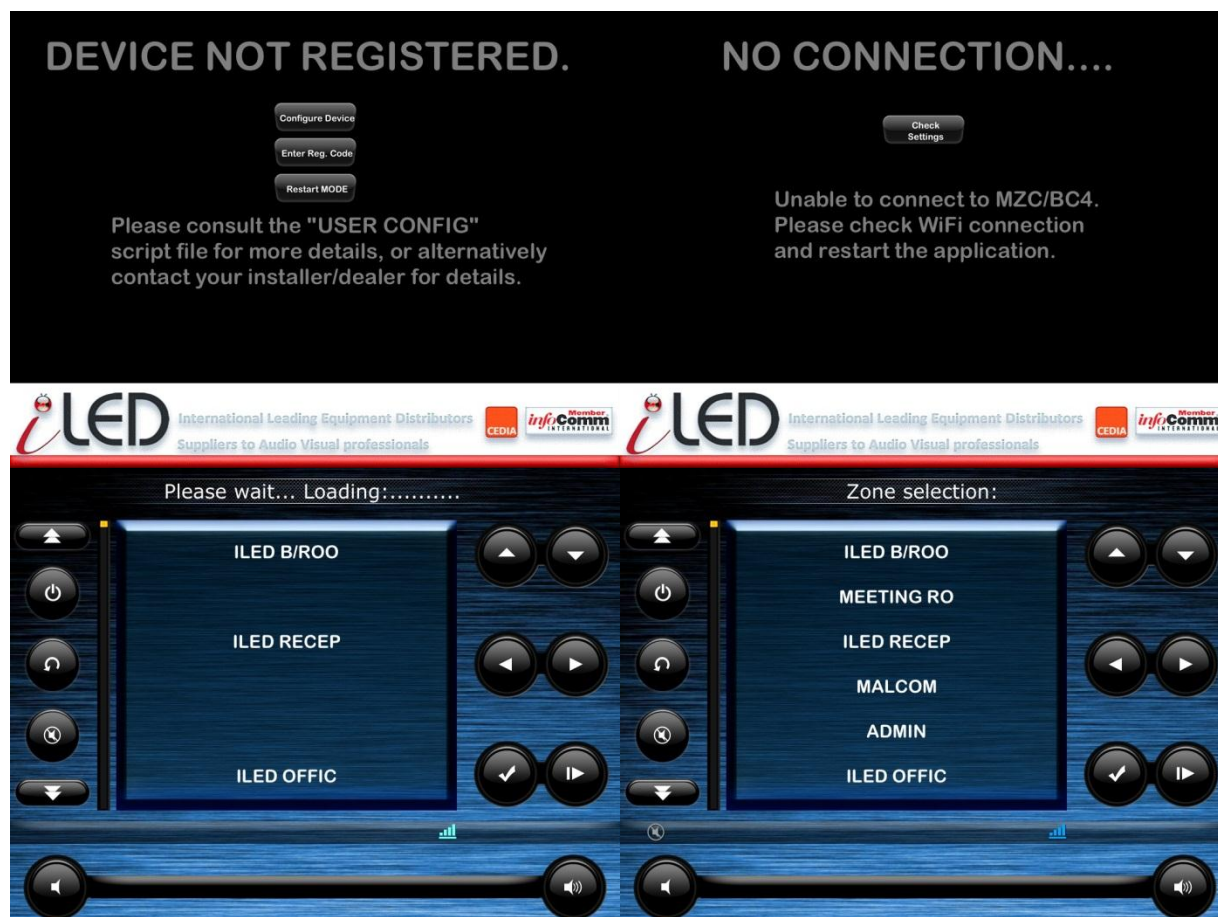 DEVICE NOT REGISTERED.
Configure Device
Enter Reg. Code
Restart MODE
Please consult the "USER CONFIG"
script file for more details, or alternatively
contact your installer/dealer for details.
NO CONNECTION....
Check
Settings
Unable to connect to MZC/BC4.
Please check WiFi connection
and restart the application.
iLED
International Leading Equipment Distributors
Suppliers to Audio Visual professionals
CEDIA
Member
infoComm
INTERNATIONAL
Please wait... Loading:..........
ILED B/ROO
ILED RECEP
ILED OFFIC
iLED
International Leading Equipment Distributors
Suppliers to Audio Visual professionals
CEDIA
Member
infoComm
INTERNATIONAL
Zone selection:
ILED B/ROO
MEETING RO
ILED RECEP
MALCOM
ADMIN
ILED OFFIC